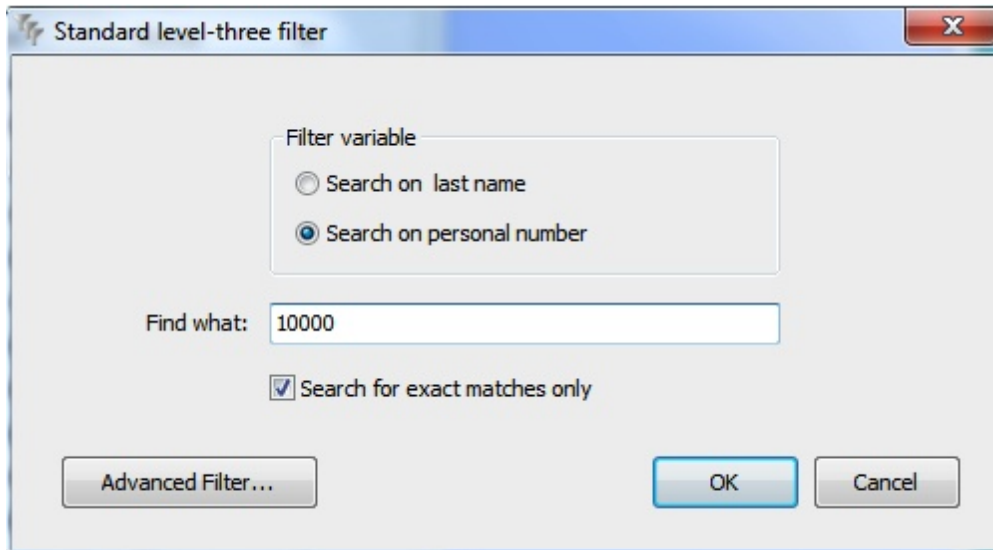 Standard level-three filter
Filter variable
Search on last name
Search on personal number
Find what: 10000
Search for exact matches only
Advanced Filter... OK Cancel